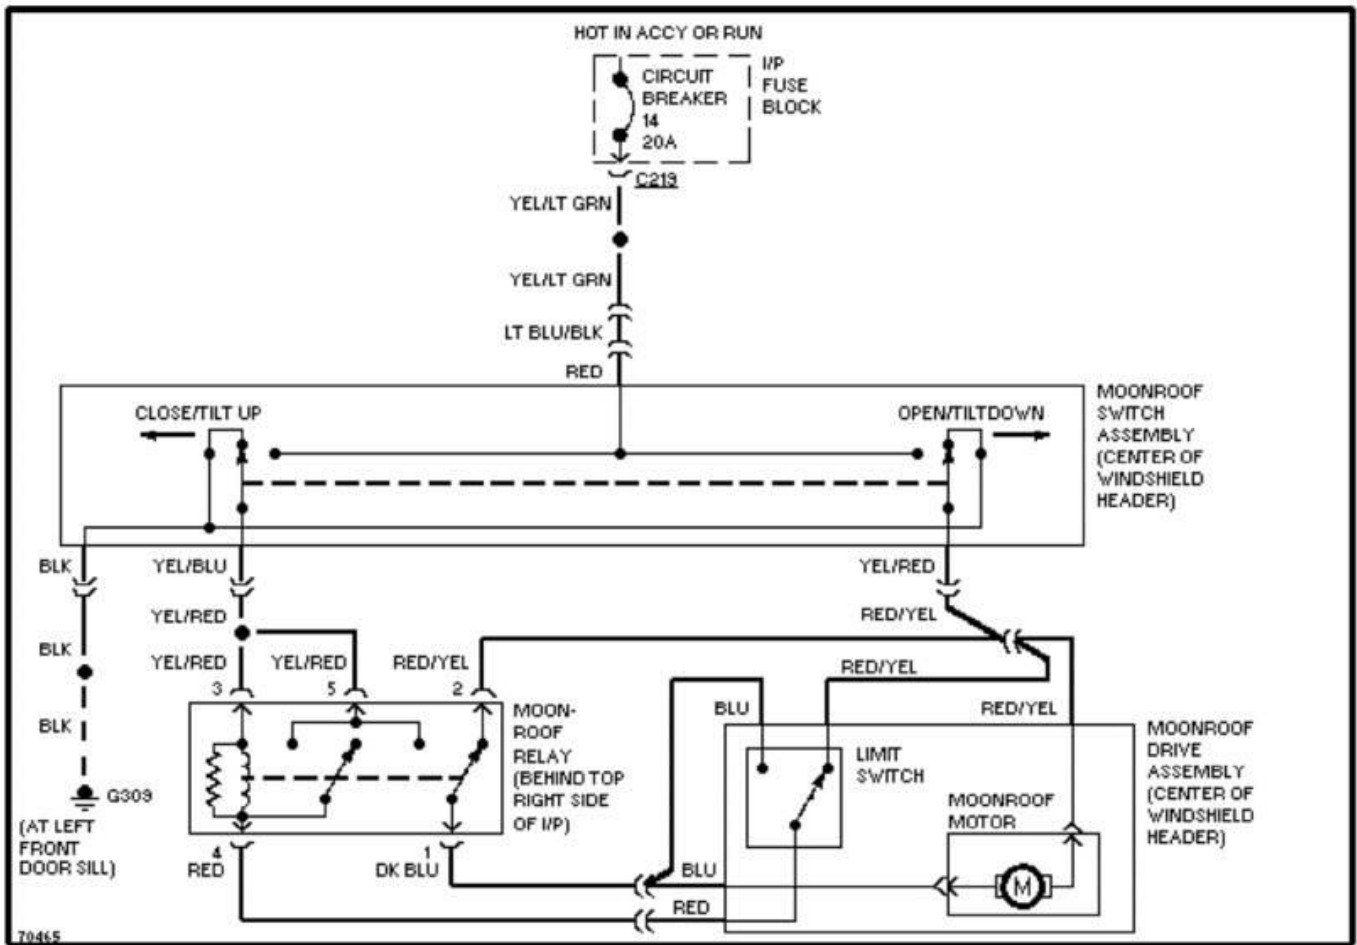 HOT IN ACCY OR RUN
CIRCUIT
BREAKER
14
20A
I/P
FUSE
BLOCK
C219
YEL/LT GRN
YEL/LT GRN
LT BLU/BLK
RED
CLOSE/TILT UP
OPEN/TILTDOWN
MOONROOF
SWITCH
ASSEMBLY
(CENTER OF
WINDSHIELD
HEADER)
BLK
YEL/BLU
YEL/RED
YEL/RED
RED/YEL
BLK
YEL/RED
YEL/RED
RED/YEL
RED/YEL
3
5
2
BLU
RED/YEL
BLK
MOON-
ROOF
RELAY
(BEHIND TOP
RIGHT SIDE
OF I/P)
LIMIT
SWITCH
MOONROOF
DRIVE
ASSEMBLY
(CENTER OF
WINDSHIELD
HEADER)
G309
(AT LEFT
FRONT
DOOR SILL)
MOONROOF
MOTOR
M
4
RED
1
DK BLU
BLU
RED
70465